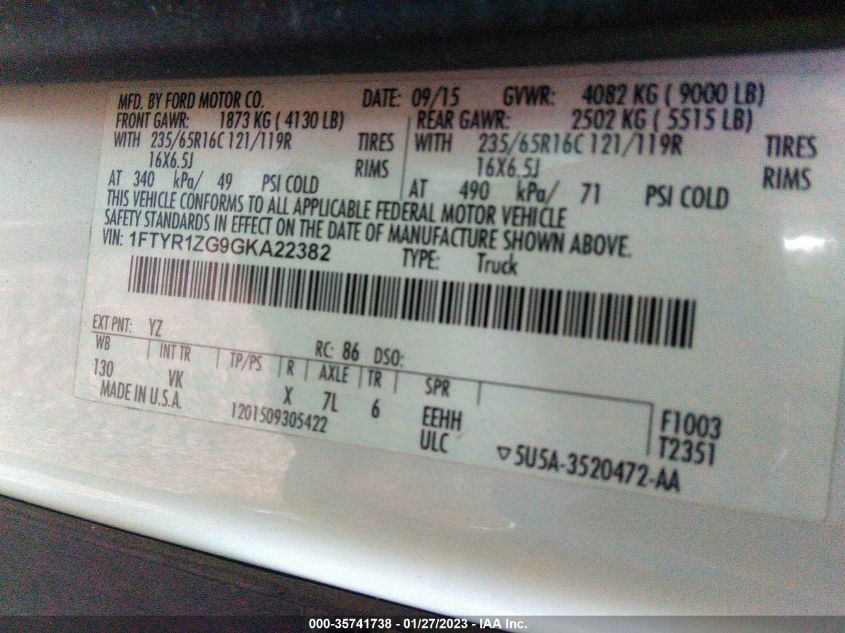 MFD. BY FORD MOTOR CO. DATE: 09/15 GVWR: 4082 KG ( 9000 LB)
FRONT GAWR: 1873 KG ( 4130 LB) REAR GAWR: 2502 KG ( 5515 LB)
WITH 235/65R16C 121/119R TIRES WITH 235/65R16C 121/119R TIRES
16X6.5J RIMS 16X6.5J RIMS
AT 340 kPa/ 49 PSI COLD AT 490 kPa/ 71 PSI COLD
THIS VEHICLE CONFORMS TO ALL APPLICABLE FEDERAL MOTOR VEHICLE
SAFETY STANDARDS IN EFFECT ON THE DATE OF MANUFACTURE SHOWN ABOVE.
VIN: 1FTYR1ZG9GKA22382 TYPE: Truck
EXT PNT: YZ RC: 86 DSO:
WB INT TR TP/PS R AXLE TR SPR
130 VK X 7L 6 EEHH F1003
MADE IN U.S.A. 1201509305422 ULC T2351
▽5U5A-3520472-AA
000-35741738 - 01/27/2023 - IAA Inc.